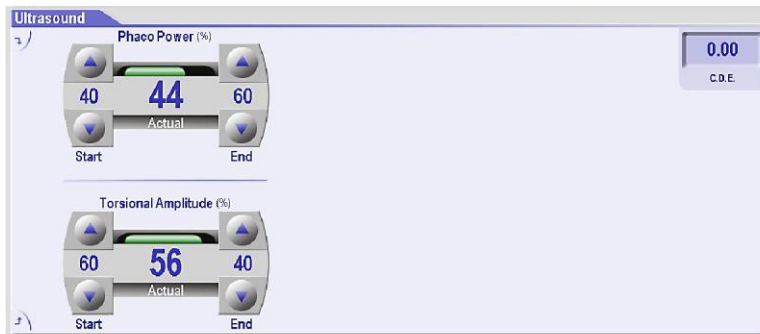 Ultrasound
Phaco Power (%)
0.00
C.D.E.
40 44 60
Actual
Start End
Torsional Amplitude (%)
60 56 40
Actual
Start End